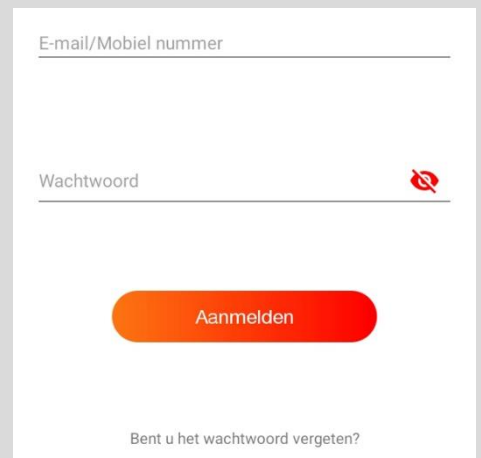 E-mail/Mobiel nummer
Wachtwoord
Aanmelden
Bent u het wachtwoord vergeten?